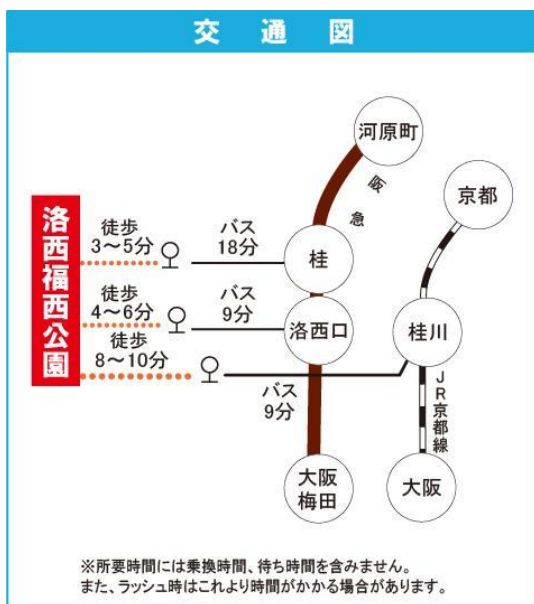 交通図
河原町
阪急
京都
洛西福西公園
徒歩
3〜5分
バス
18分
桂
徒歩
4〜6分
バス
9分
洛西口
桂川
徒歩
8〜10分
バス
9分
JR京都線
大阪
梅田
大阪
※所要時間には乗換時間、待ち時間を含みません。
また、ラッシュ時はこれより時間がかかる場合があります。